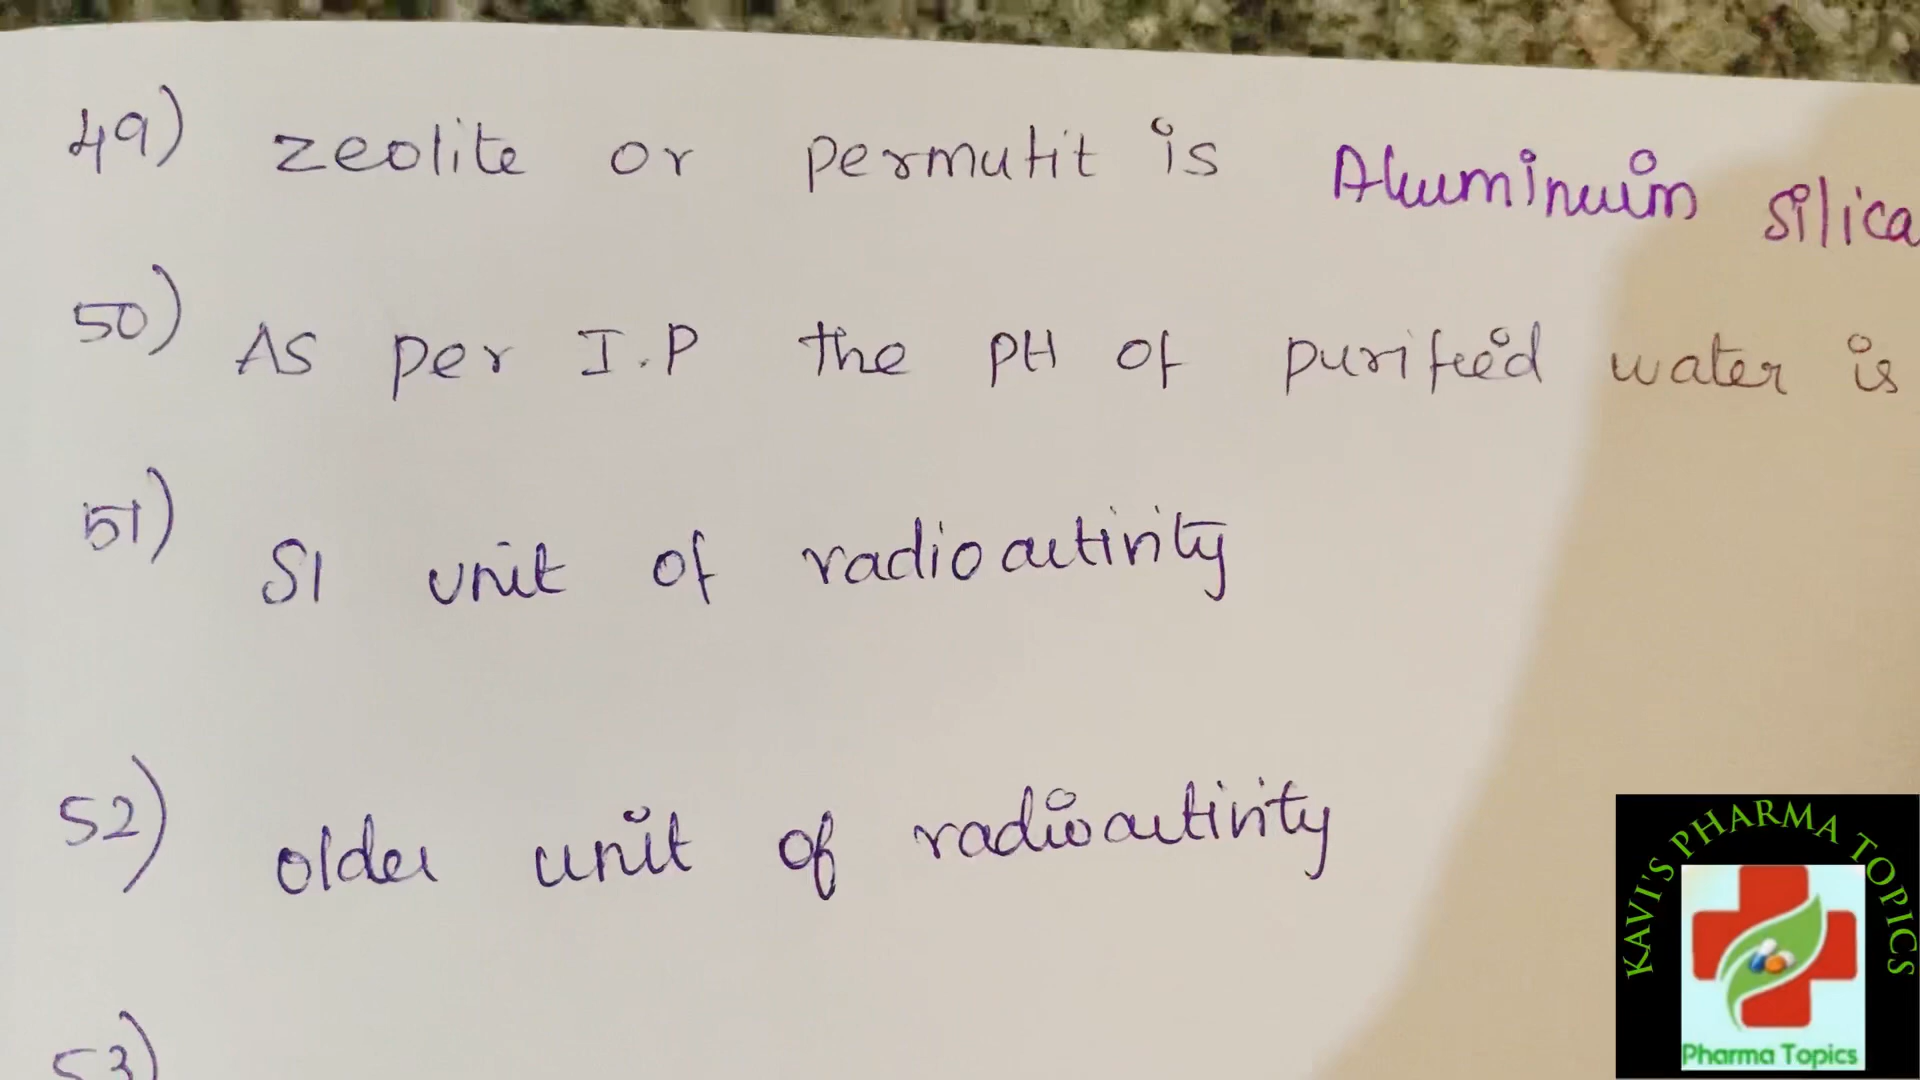 49) zeolite or permutit is Aluminuim silica
50) As per I.P the PH of purifeed water is
51) SI unit of radioactivity
52) older unit of radioactivity
53)
KAVI'S PHARMA TOPICS
Pharma Topics